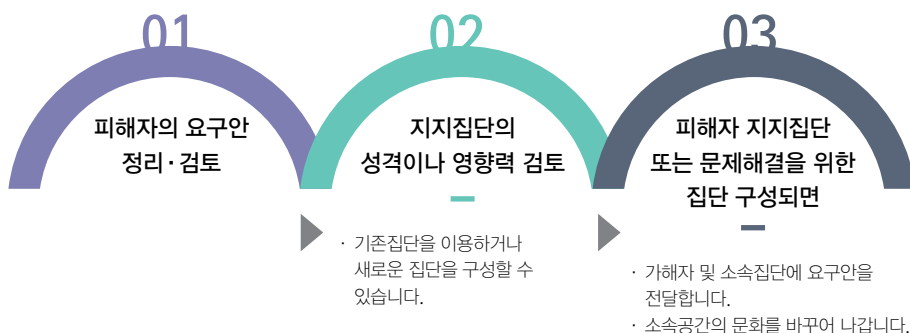 01
피해자의 요구안
정리·검토
02
지지집단의
성격이나 영향력 검토
· 기존집단을 이용하거나
새로운 집단을 구성할 수
있습니다.
03
피해자 지지집단
또는 문제해결을 위한
집단 구성되면
· 가해자 및 소속집단에 요구안을
전달합니다.
· 소속공간의 문화를 바꾸어 나갑니다.